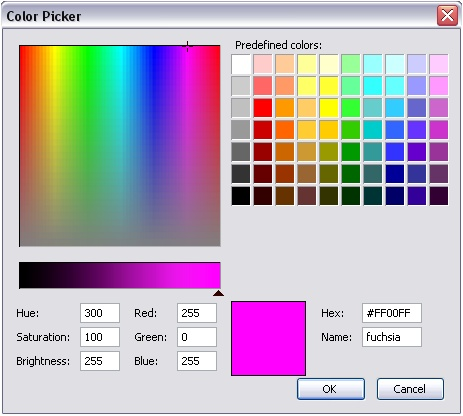 Color Picker
Predefined colors:
Hue: 300 Red: 255 Hex: #FF00FF
Saturation: 100 Green: 0 Name: fuchsia
Brightness: 255 Blue: 255
OK Cancel